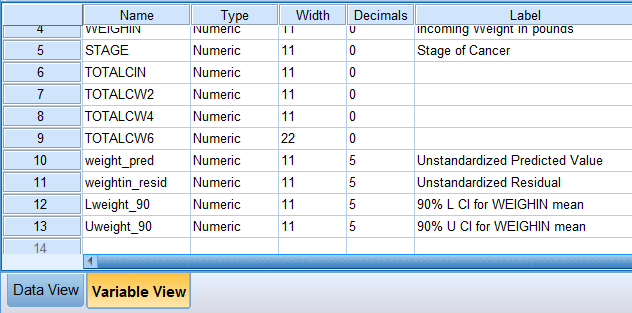 Name Type Width Decimals Label
4 WEIGHIN Numeric 11 0 Incoming Weight in pounds
5 STAGE Numeric 11 0 Stage of Cancer
6 TOTALCIN Numeric 11 0
7 TOTALCW2 Numeric 11 0
8 TOTALCW4 Numeric 11 0
9 TOTALCW6 Numeric 22 0
10 weight_pred Numeric 11 5 Unstandardized Predicted Value
11 weightin_resid Numeric 11 5 Unstandardized Residual
12 Lweight_90 Numeric 11 5 90% L CI for WEIGHIN mean
13 Uweight_90 Numeric 11 5 90% U CI for WEIGHIN mean
14
Data View Variable View